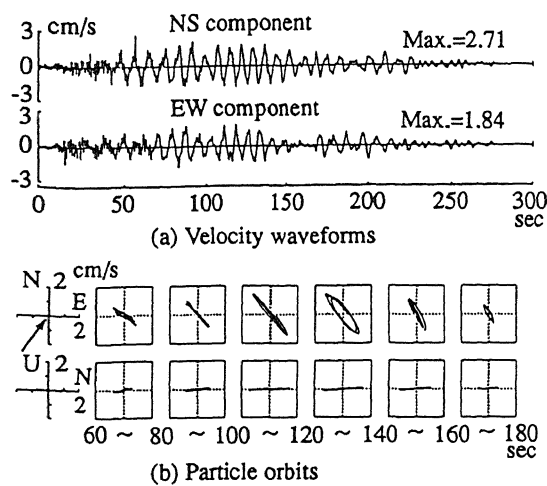 cm/s NS component
3 Max.=2.71
0
-3
EW component
3 Max.=1.84
0
-3
0 50 100 150 200 250 300
sec
(a) Velocity waveforms
N 2 cm/s
E
2
U 2
N
2
60 ~ 80 ~ 100 ~ 120 ~ 140 ~ 160 ~ 180
sec
(b) Particle orbits